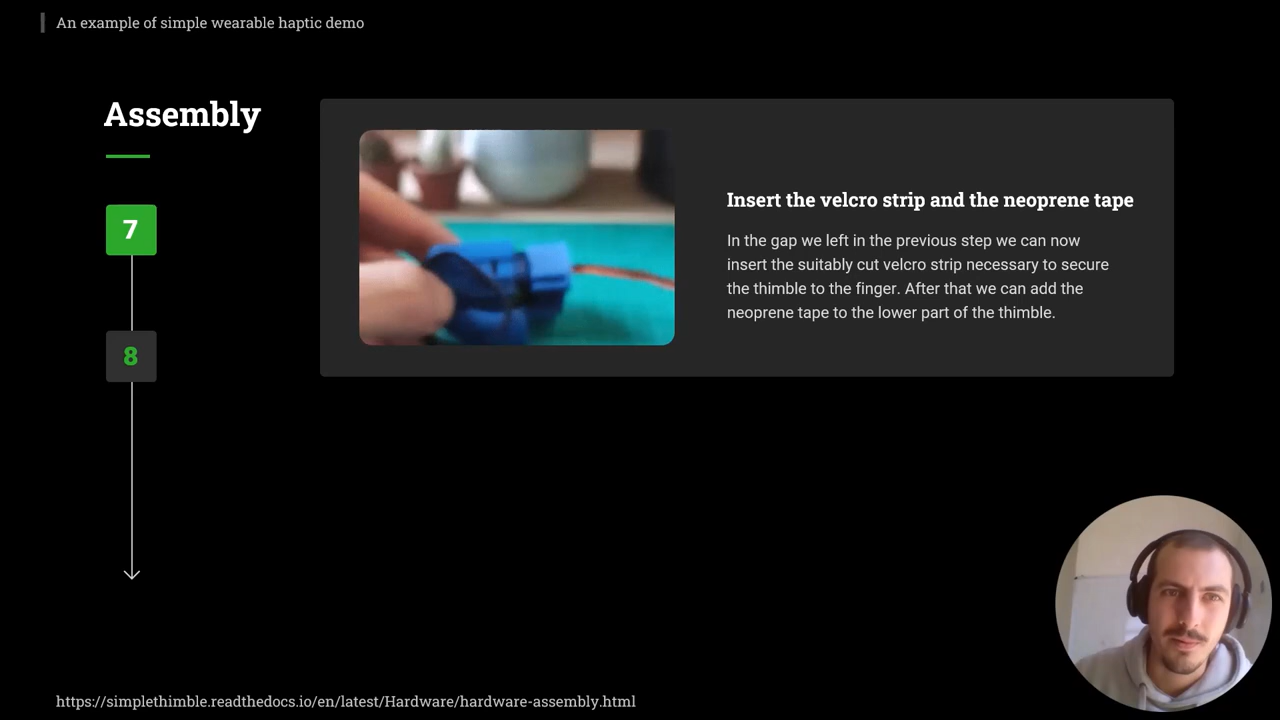 An example of simple wearable haptic demo
Assembly
7
8
Insert the velcro strip and the neoprene tape
In the gap we left in the previous step we can now
insert the suitably cut velcro strip necessary to secure
the thimble to the finger. After that we can add the
neoprene tape to the lower part of the thimble.
https://simplethimble.readthedocs.io/en/latest/Hardware/hardware-assembly.html